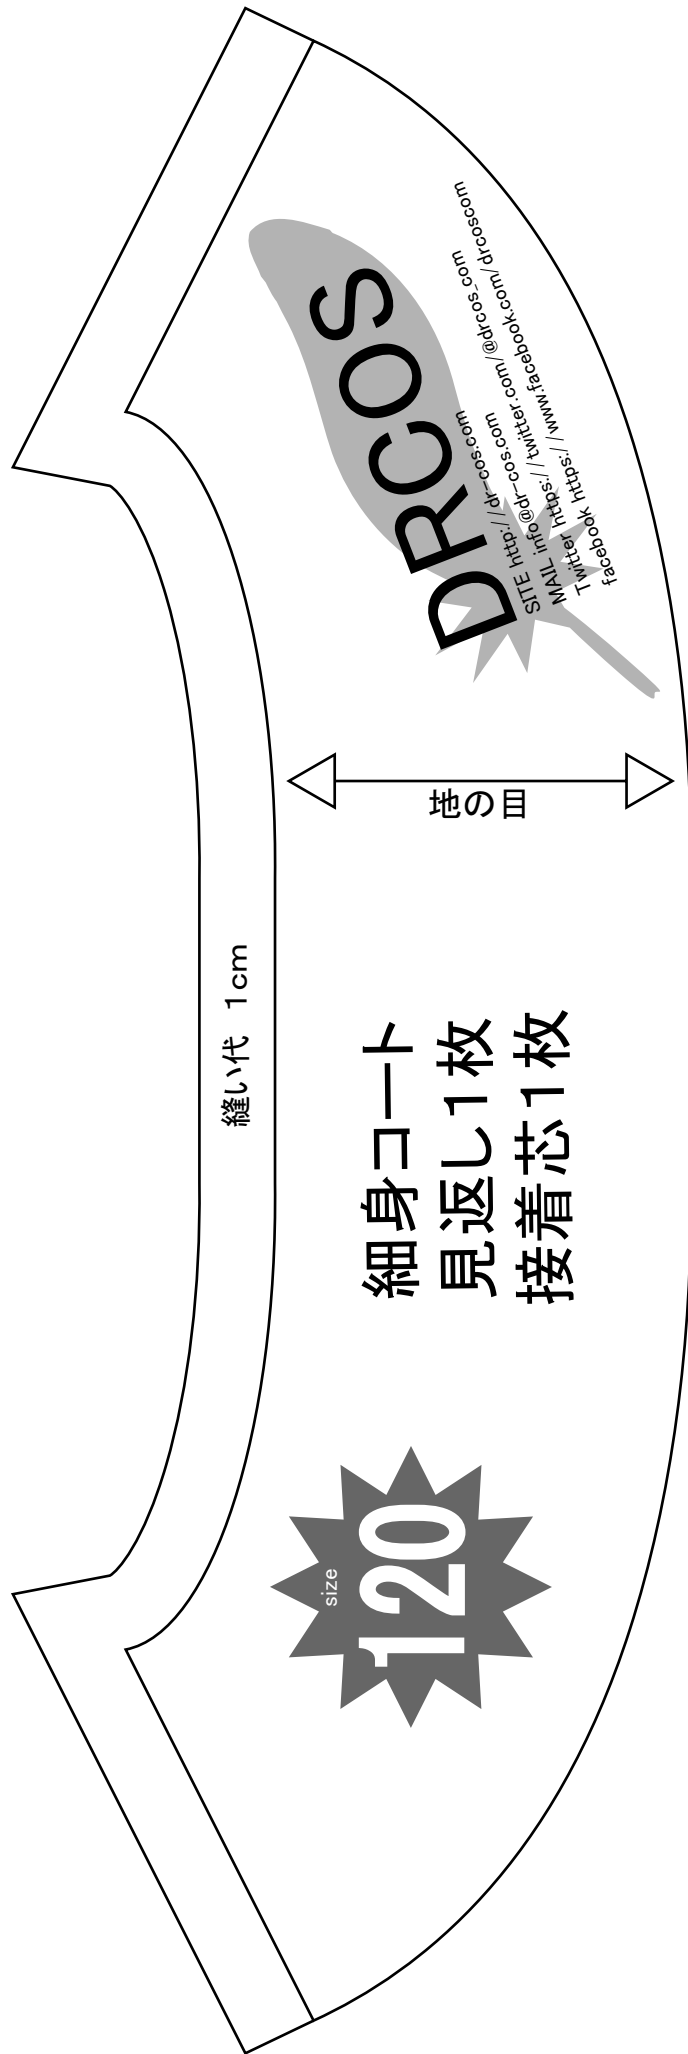 DRCOS
SITE http://dr-cos.com
MAIL info@dr-cos.com
Twitter https://twitter.com/@drcos_com
facebook https://www.facebook.com/drcoscom
地の目
縫い代 1cm
細身コート
見返し1枚
接着芯1枚
size
120